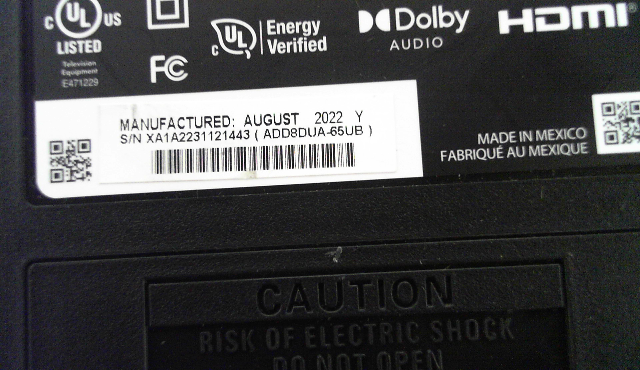 c UL US
LISTED
Television
Equipment
E471229
FC
c UL
Energy
Verified
Dolby
AUDIO
HDMI®
MANUFACTURED: AUGUST 2022 Y
S/N XA1A2231121443 ( ADD8DUA-65UB )
MADE IN MEXICO
FABRIQUÉ AU MEXIQUE
CAUTION
RISK OF ELECTRIC SHOCK
DO NOT OPEN